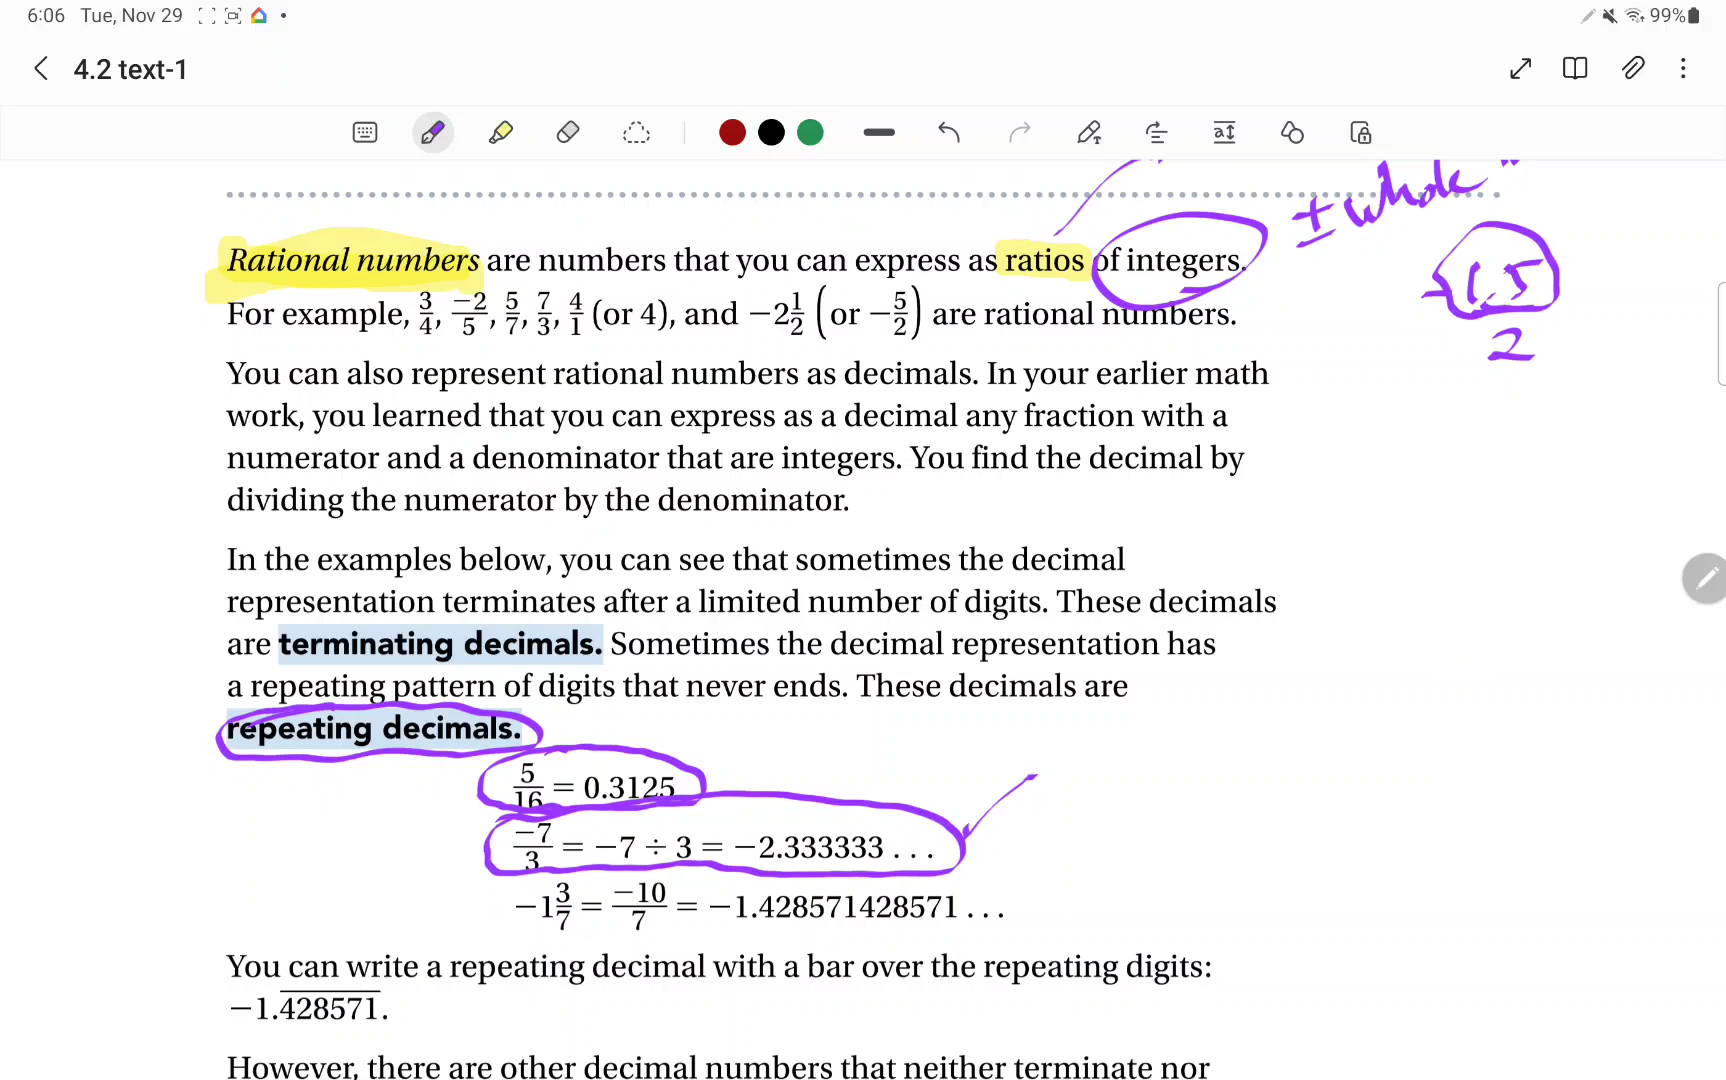 6:06 Tue, Nov 29 99%
4.2 text-1
± whole
Rational numbers are numbers that you can express as ratios of integers.
1.5
2
For example, 3/4, −2/5, 5/7, 7/3, 4/1 (or 4), and −2 1/2 (or −5/2) are rational numbers.
You can also represent rational numbers as decimals. In your earlier math
work, you learned that you can express as a decimal any fraction with a
numerator and a denominator that are integers. You find the decimal by
dividing the numerator by the denominator.
In the examples below, you can see that sometimes the decimal
representation terminates after a limited number of digits. These decimals
are terminating decimals. Sometimes the decimal representation has
a repeating pattern of digits that never ends. These decimals are
repeating decimals.
5/16 = 0.3125
−7/3 = −7 ÷ 3 = −2.333333 . . .
−1 3/7 = −10/7 = −1.428571428571 . . .
You can write a repeating decimal with a bar over the repeating digits:
−1.4̅2̅8̅5̅7̅1̅.
However, there are other decimal numbers that neither terminate nor